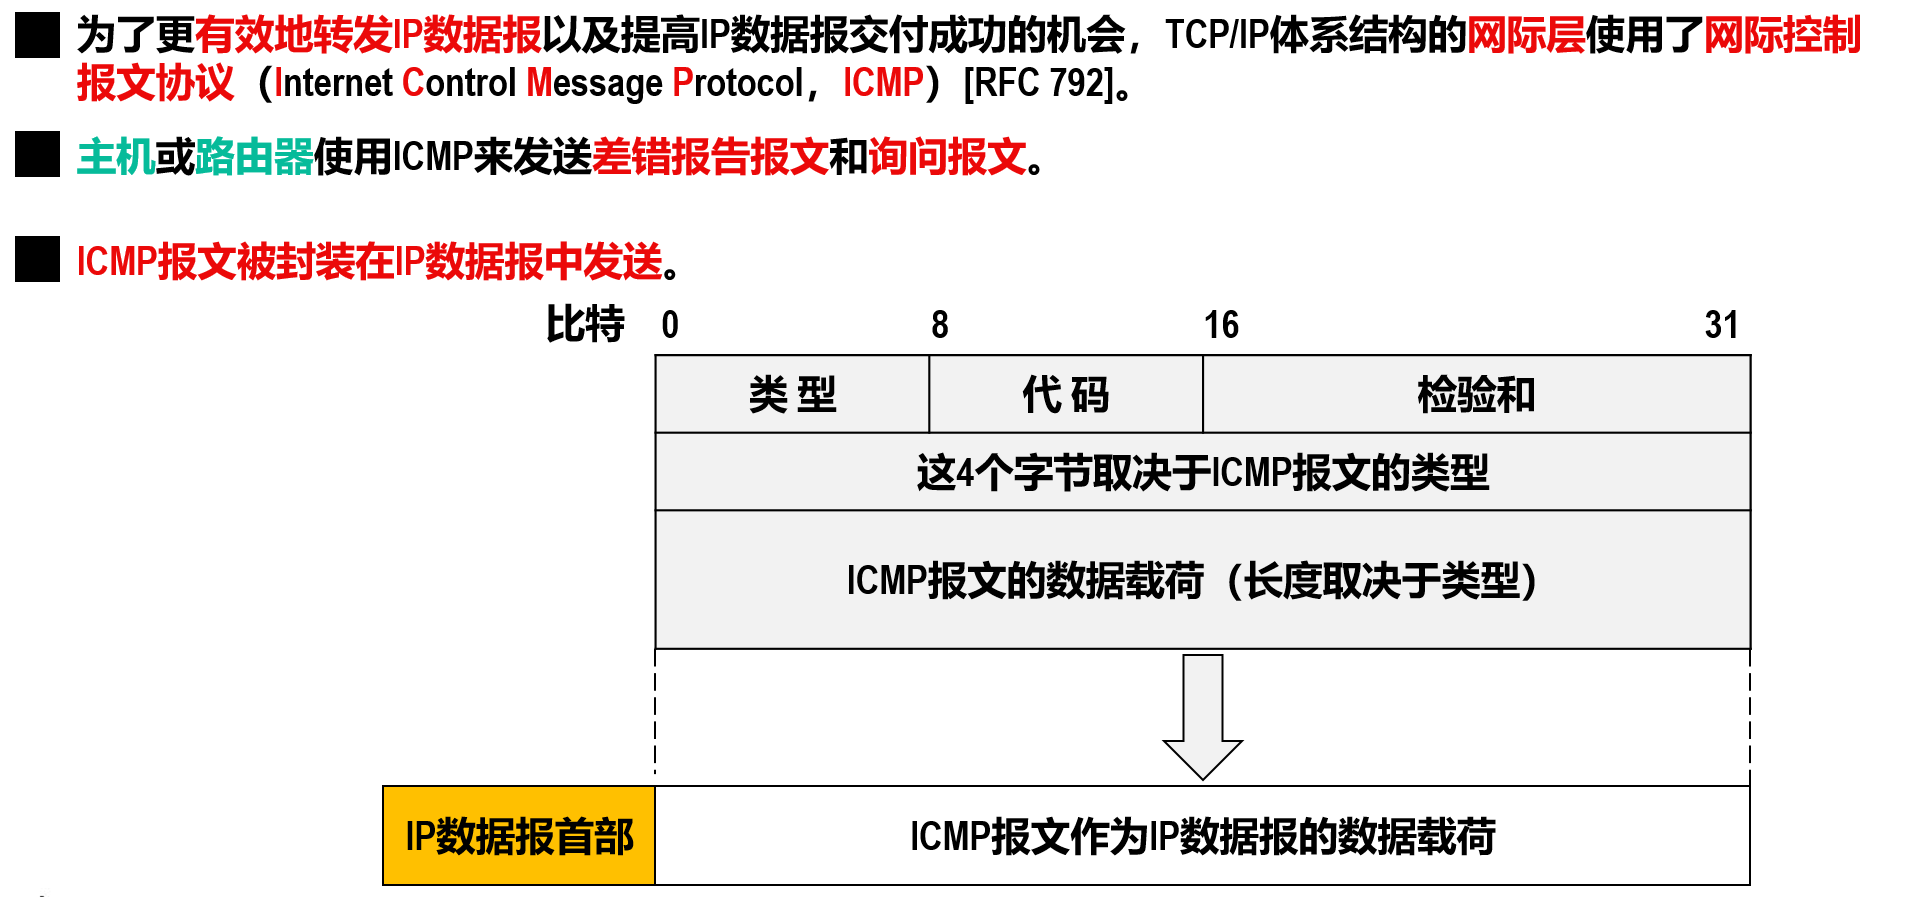 为了更有效地转发IP数据报以及提高IP数据报交付成功的机会，TCP/IP体系结构的网际层使用了网际控制
报文协议（Internet Control Message Protocol，ICMP）[RFC 792]。
主机或路由器使用ICMP来发送差错报告报文和询问报文。
ICMP报文被封装在IP数据报中发送。
比特 0 8 16 31
类 型 代 码 检验和
这4个字节取决于ICMP报文的类型
ICMP报文的数据载荷（长度取决于类型）
IP数据报首部 ICMP报文作为IP数据报的数据载荷